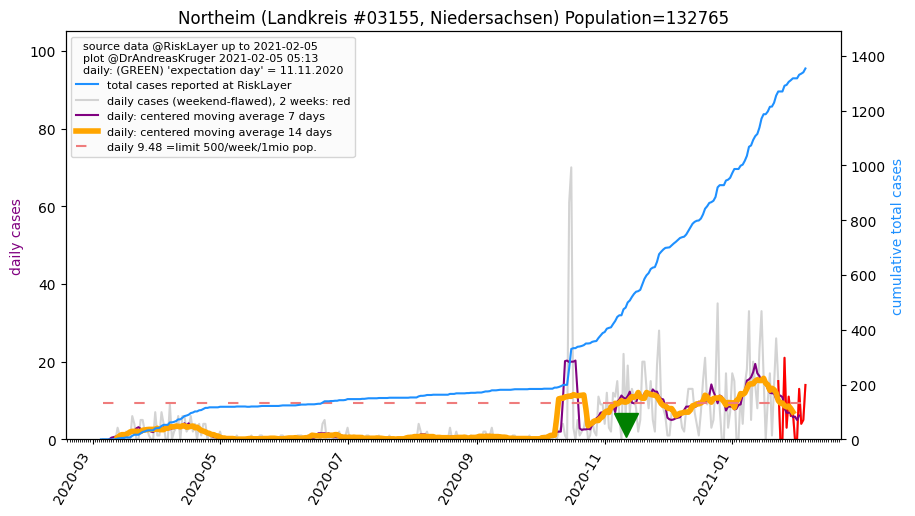 Northeim (Landkreis #03155, Niedersachsen) Population=132765
source data @RiskLayer up to 2021-02-05
plot @DrAndreasKruger 2021-02-05 05:13
daily: (GREEN) 'expectation day' = 11.11.2020
total cases reported at RiskLayer
daily cases (weekend-flawed), 2 weeks: red
daily: centered moving average 7 days
daily: centered moving average 14 days
daily 9.48 =limit 500/week/1mio pop.
daily cases
100
80
60
40
20
0
cumulative total cases
1400
1200
1000
800
600
400
200
0
2020-03
2020-05
2020-07
2020-09
2020-11
2021-01